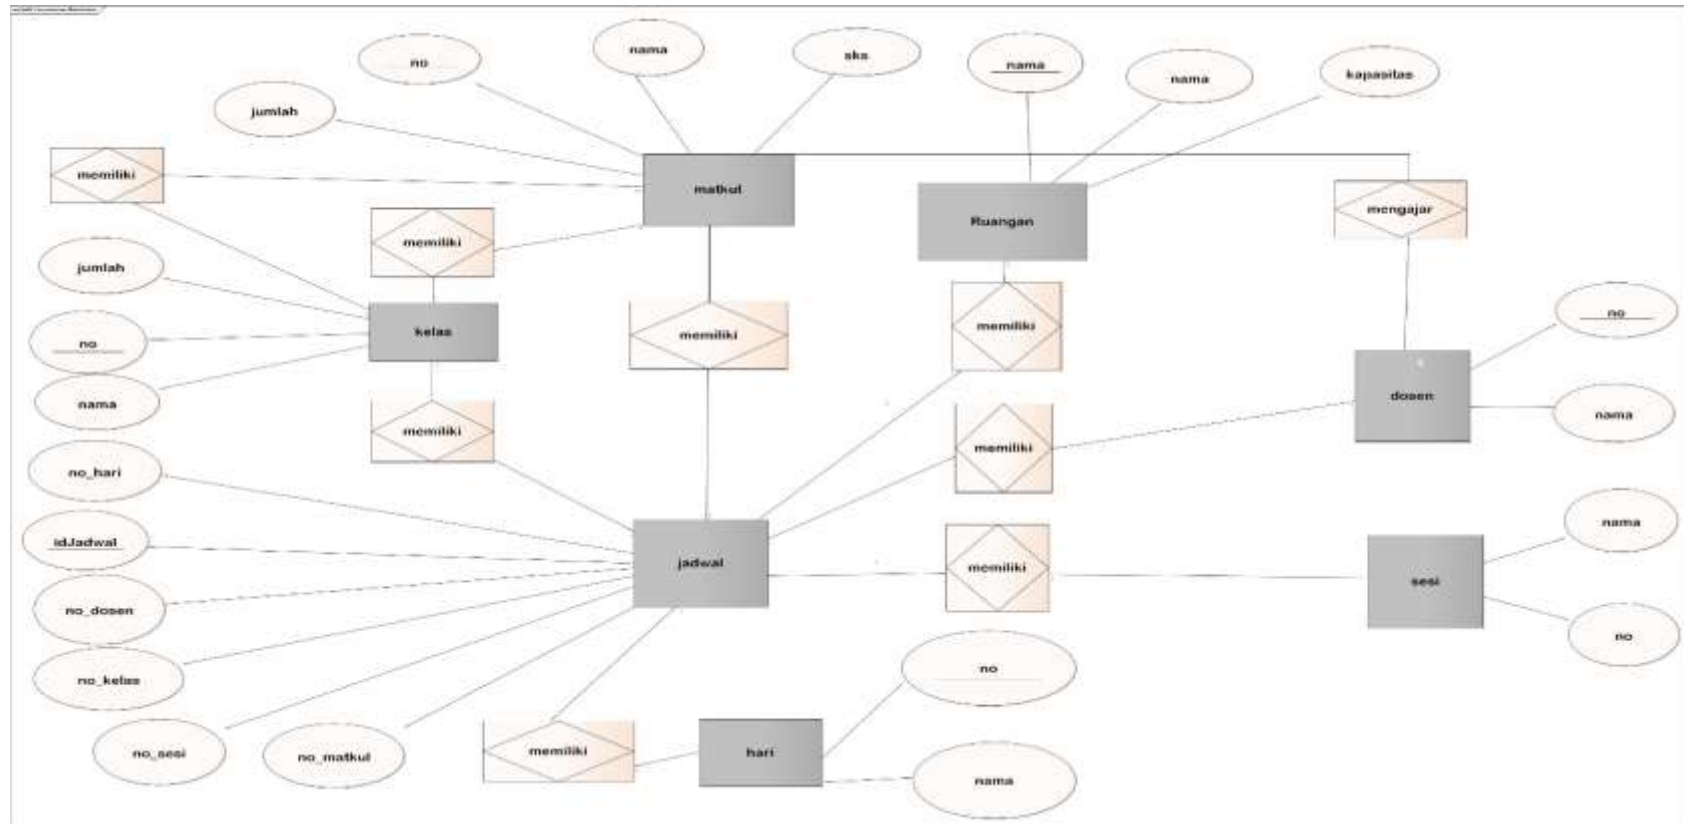 no
nama
sks
nama
nama
kapasitas
jumlah
memiliki
matkul
mengajar
Ruangan
memiliki
jumlah
no
kelas
memiliki
memiliki
no
nama
memiliki
memiliki
dosen
nama
no_hari
idJadwal
nama
no_dosen
jadwal
memiliki
sesi
no
no_kelas
no
no_sesi
no_matkul
memiliki
hari
nama